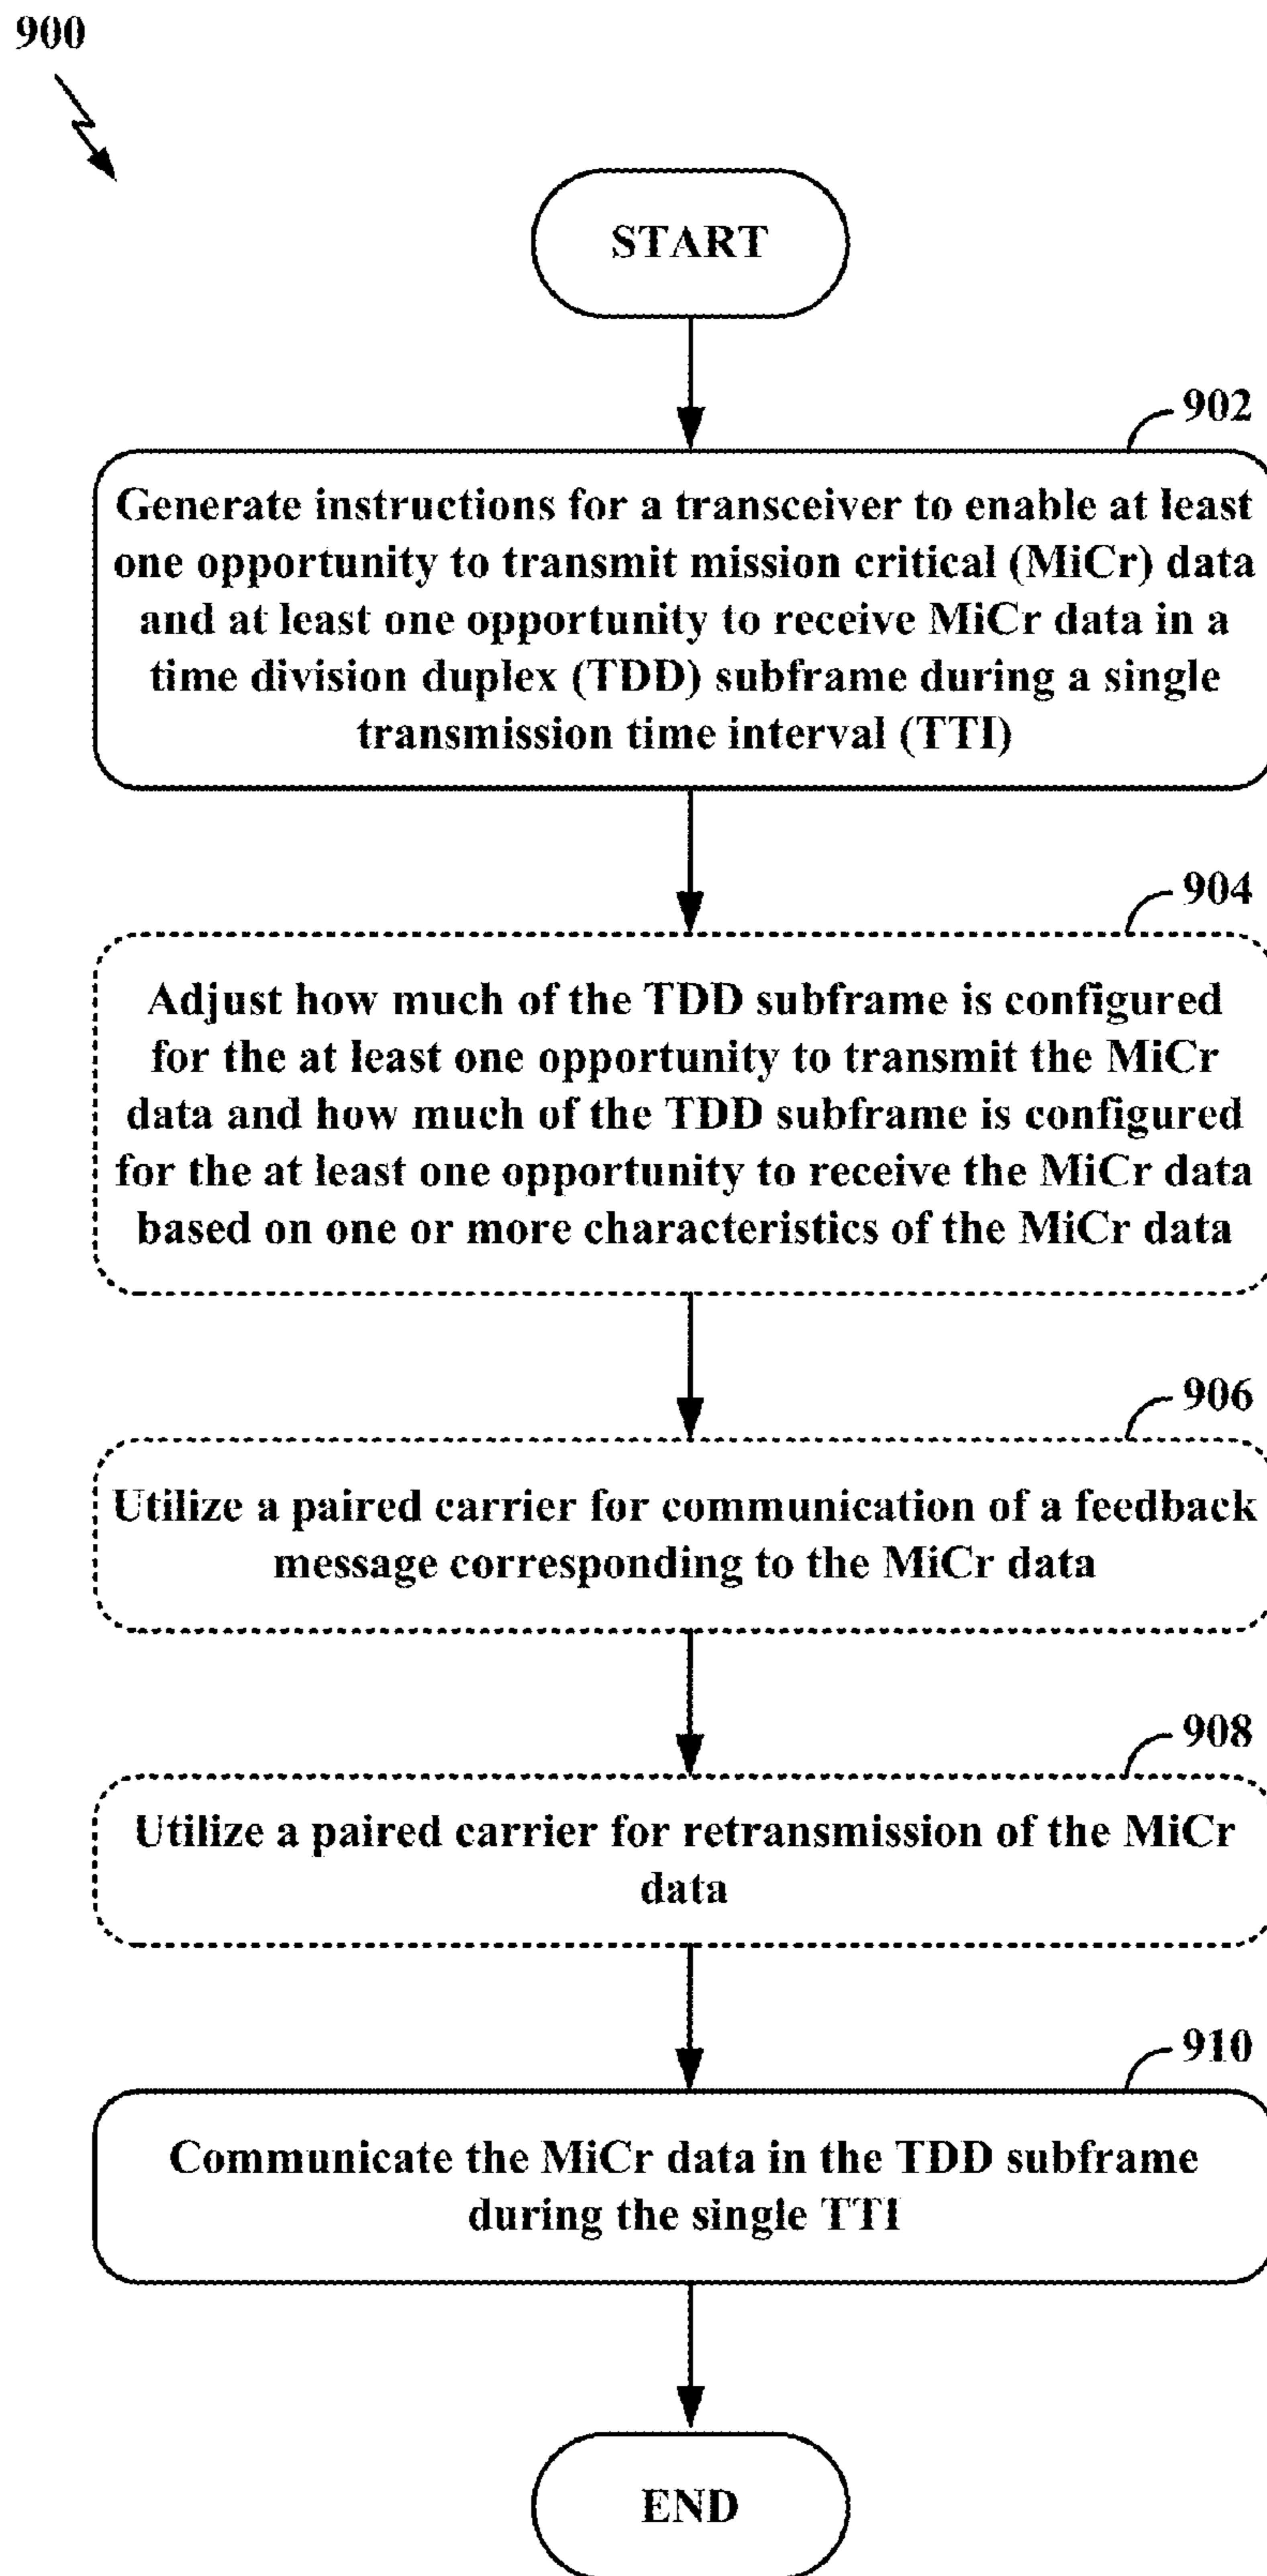 900
START
902
Generate instructions for a transceiver to enable at least
one opportunity to transmit mission critical (MiCr) data
and at least one opportunity to receive MiCr data in a
time division duplex (TDD) subframe during a single
transmission time interval (TTI)
904
Adjust how much of the TDD subframe is configured
for the at least one opportunity to transmit the MiCr
data and how much of the TDD subframe is configured
for the at least one opportunity to receive the MiCr data
based on one or more characteristics of the MiCr data
906
Utilize a paired carrier for communication of a feedback
message corresponding to the MiCr data
908
Utilize a paired carrier for retransmission of the MiCr
data
910
Communicate the MiCr data in the TDD subframe
during the single TTI
END